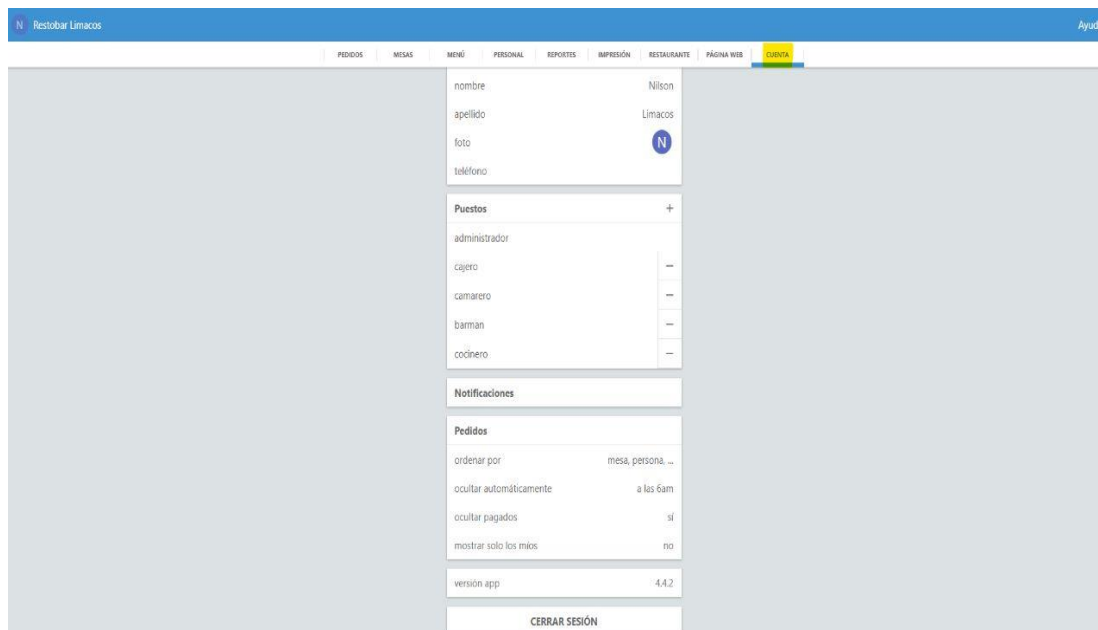 N Restobar Limacos Ayud
PEDIDOS MESAS MENÚ PERSONAL REPORTES IMPRESIÓN RESTAURANTE PÁGINA WEB CUENTA
nombre Nilson
apellido Limacos
foto N
teléfono
Puestos +
administrador
cajero −
camarero −
barman −
cocinero −
Notificaciones
Pedidos
ordenar por mesa, persona, ...
ocultar automáticamente a las 6am
ocultar pagados sí
mostrar solo los míos no
versión app 4.4.2
CERRAR SESIÓN